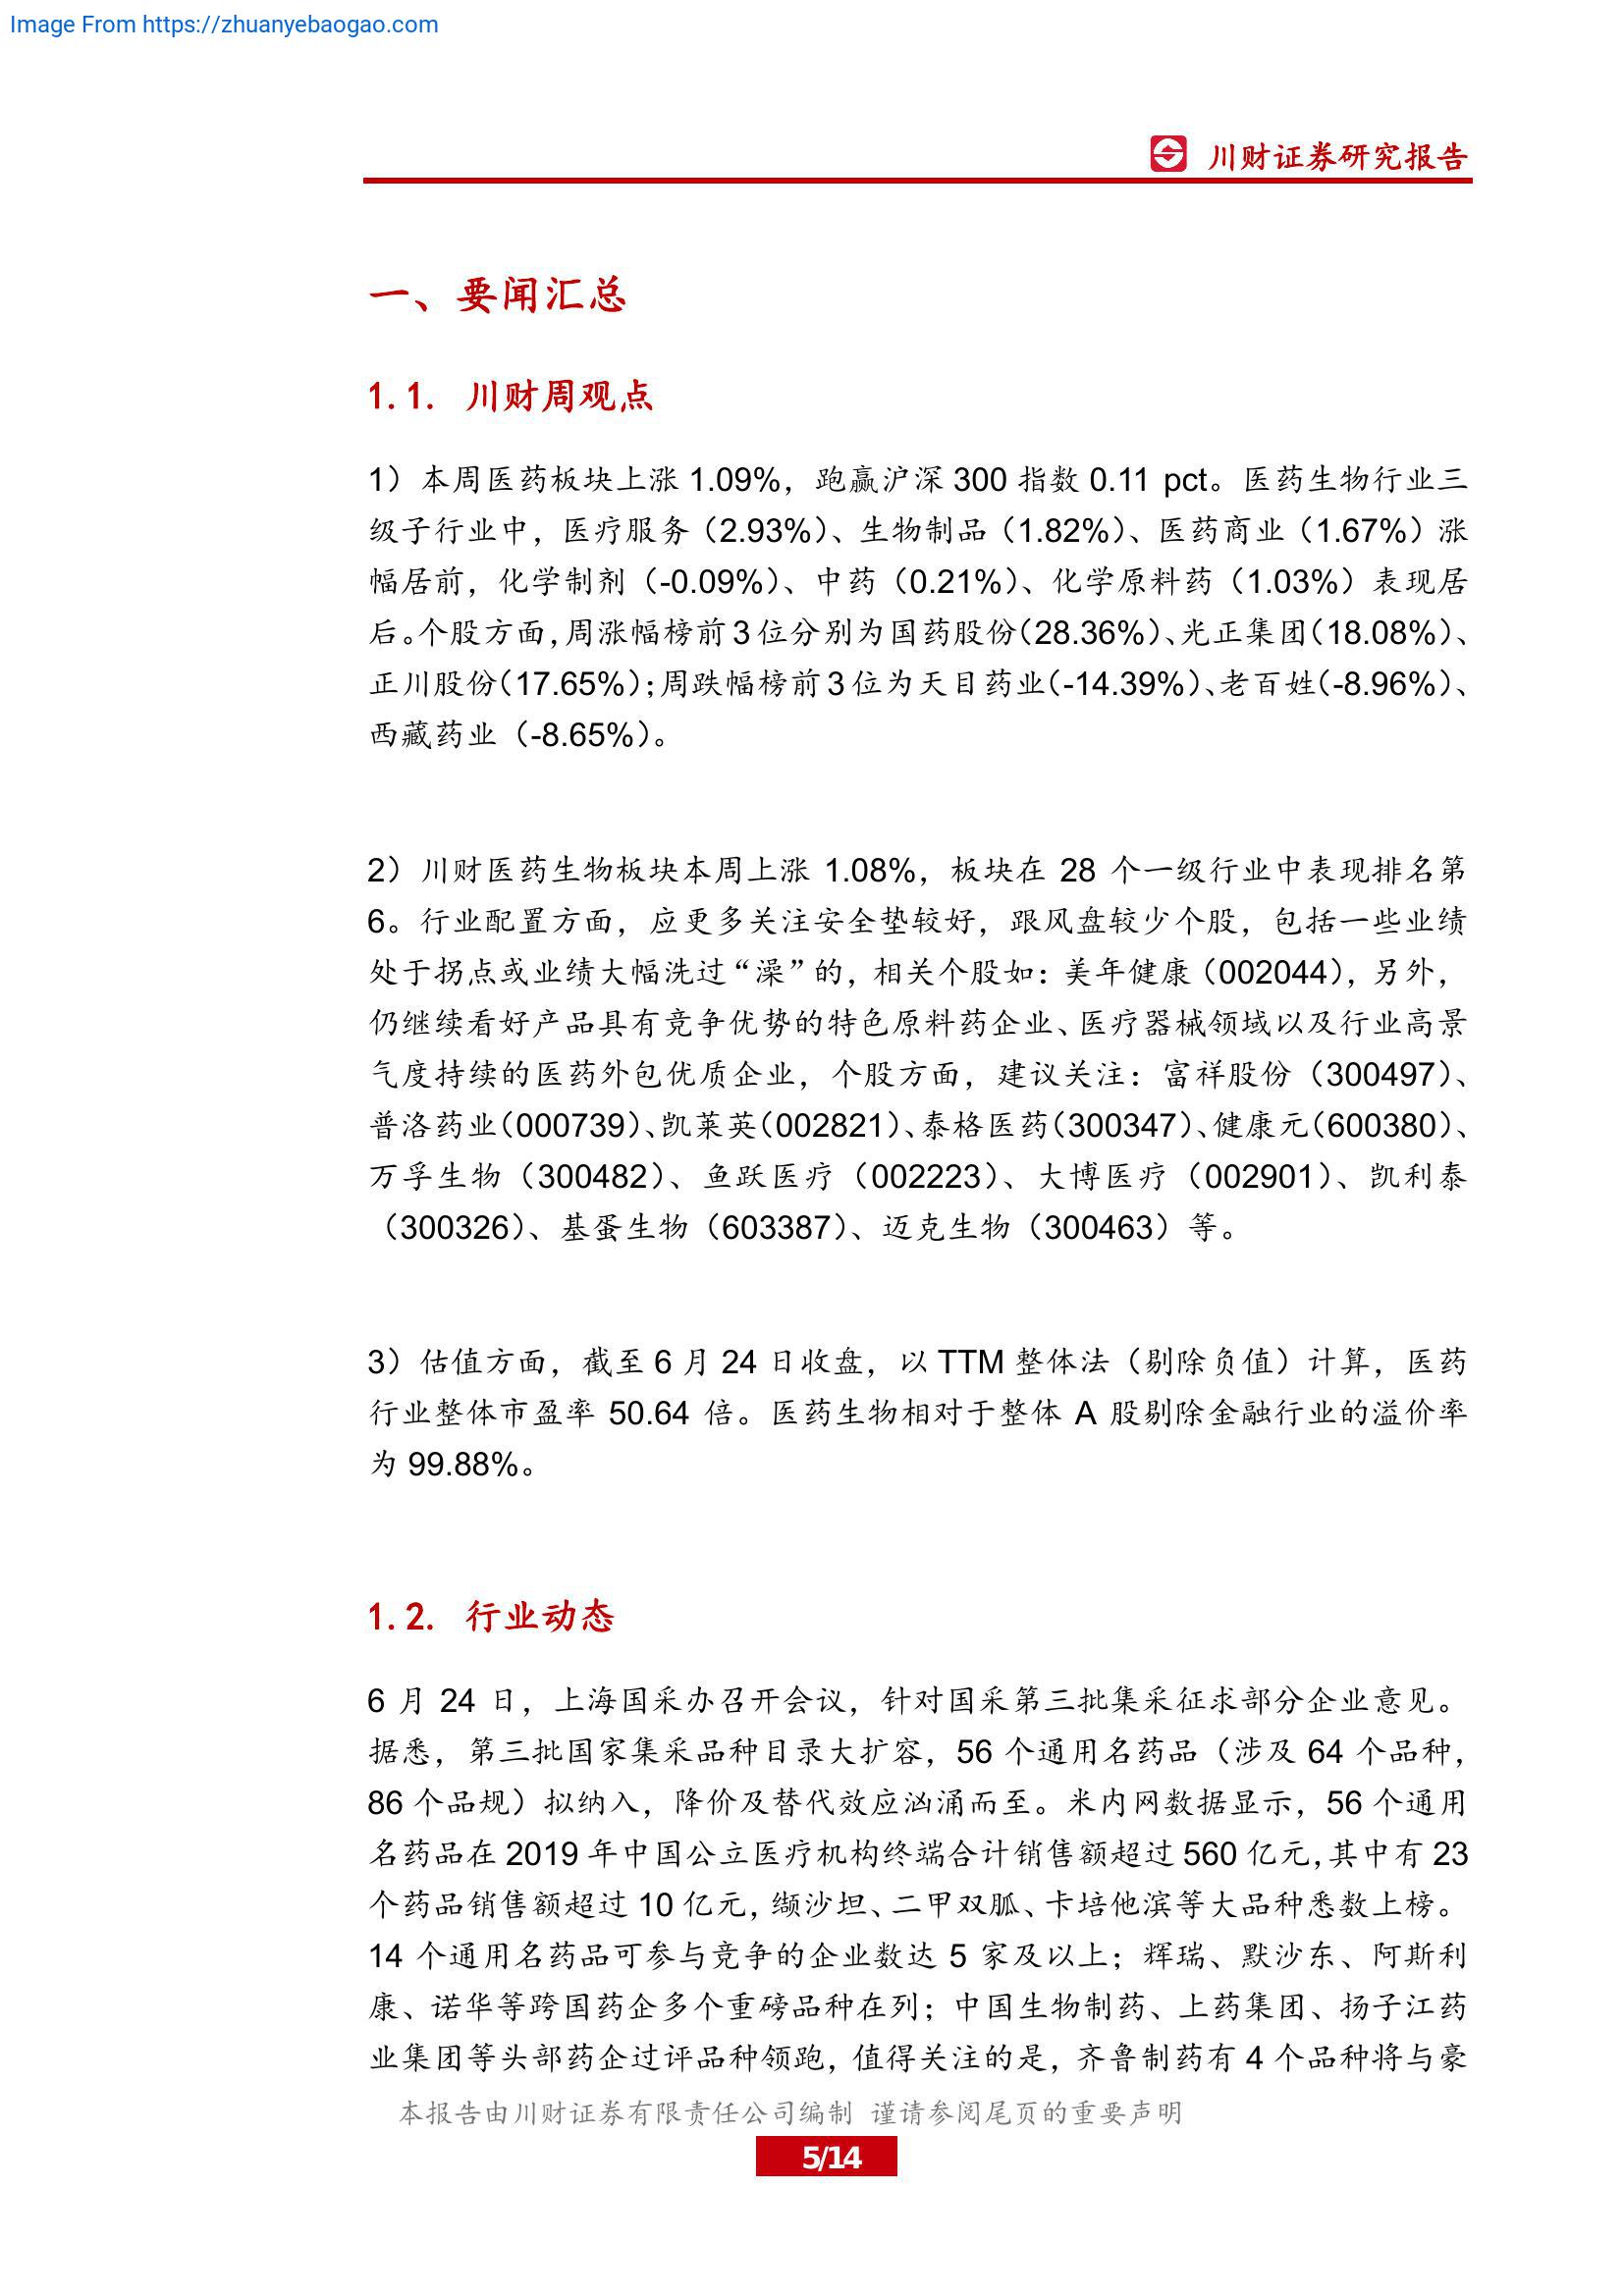 Image From https://zhuanyebaogao.com
川财证券研究报告
一、要闻汇总
1.1. 川财周观点
1）本周医药板块上涨 1.09%，跑赢沪深 300 指数 0.11 pct。医药生物行业三
级子行业中，医疗服务（2.93%）、生物制品（1.82%）、医药商业（1.67%）涨
幅居前，化学制剂（-0.09%）、中药（0.21%）、化学原料药（1.03%）表现居
后。个股方面，周涨幅榜前 3 位分别为国药股份（28.36%）、光正集团（18.08%）、
正川股份（17.65%）；周跌幅榜前 3 位为天目药业（-14.39%）、老百姓（-8.96%）、
西藏药业（-8.65%）。
2）川财医药生物板块本周上涨 1.08%，板块在 28 个一级行业中表现排名第
6。行业配置方面，应更多关注安全垫较好，跟风盘较少个股，包括一些业绩
处于拐点或业绩大幅洗过“澡”的，相关个股如：美年健康（002044），另外，
仍继续看好产品具有竞争优势的特色原料药企业、医疗器械领域以及行业高景
气度持续的医药外包优质企业，个股方面，建议关注：富祥股份（300497）、
普洛药业（000739）、凯莱英（002821）、泰格医药（300347）、健康元（600380）、
万孚生物（300482）、鱼跃医疗（002223）、大博医疗（002901）、凯利泰
（300326）、基蛋生物（603387）、迈克生物（300463）等。
3）估值方面，截至 6 月 24 日收盘，以 TTM 整体法（剔除负值）计算，医药
行业整体市盈率 50.64 倍。医药生物相对于整体 A 股剔除金融行业的溢价率
为 99.88%。
1.2. 行业动态
6 月 24 日，上海国采办召开会议，针对国采第三批集采征求部分企业意见。
据悉，第三批国家集采品种目录大扩容，56 个通用名药品（涉及 64 个品种，
86 个品规）拟纳入，降价及替代效应汹涌而至。米内网数据显示，56 个通用
名药品在 2019 年中国公立医疗机构终端合计销售额超过 560 亿元，其中有 23
个药品销售额超过 10 亿元，缬沙坦、二甲双胍、卡培他滨等大品种悉数上榜。
14 个通用名药品可参与竞争的企业数达 5 家及以上；辉瑞、默沙东、阿斯利
康、诺华等跨国药企多个重磅品种在列；中国生物制药、上药集团、扬子江药
业集团等头部药企过评品种领跑，值得关注的是，齐鲁制药有 4 个品种将与豪
本报告由川财证券有限责任公司编制 谨请参阅尾页的重要声明
5/14